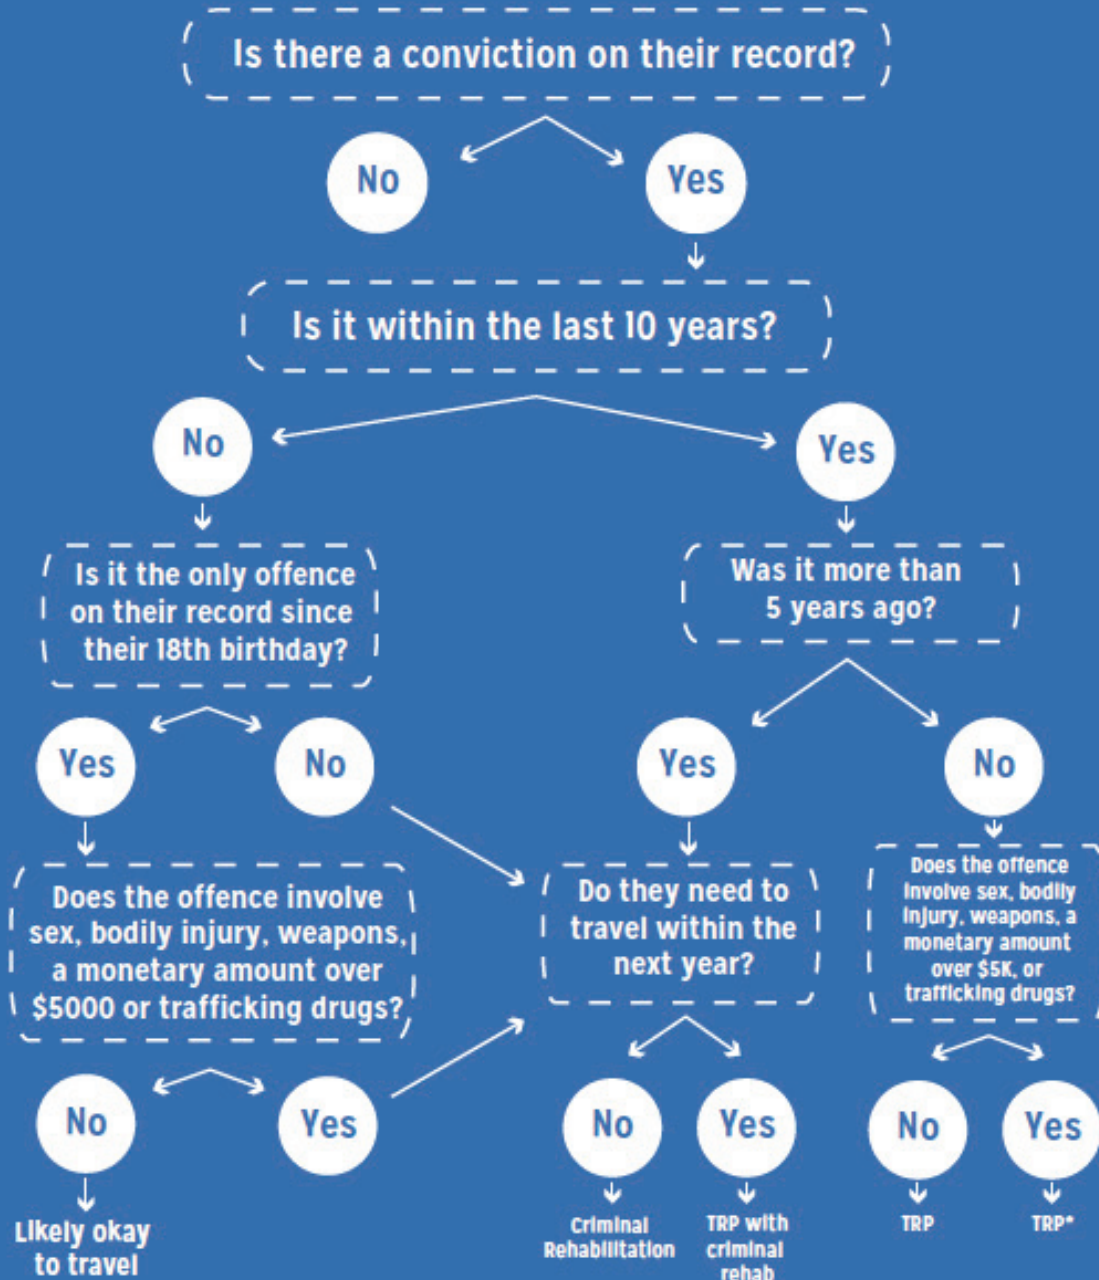 Is there a conviction on their record?
No
Yes
Is it within the last 10 years?
No
Yes
Is it the only offence
on their record since
their 18th birthday?
Was it more than
5 years ago?
Yes
No
Yes
No
Does the offence involve
sex, bodily injury, weapons,
a monetary amount over
$5000 or trafficking drugs?
Do they need to
travel within the
next year?
Does the offence
involve sex, bodily
injury, weapons, a
monetary amount
over $5K, or
trafficking drugs?
No
Yes
No
Yes
No
Yes
Likely okay
to travel
Criminal
Rehabilitation
TRP with
criminal
rehab
TRP
TRP*